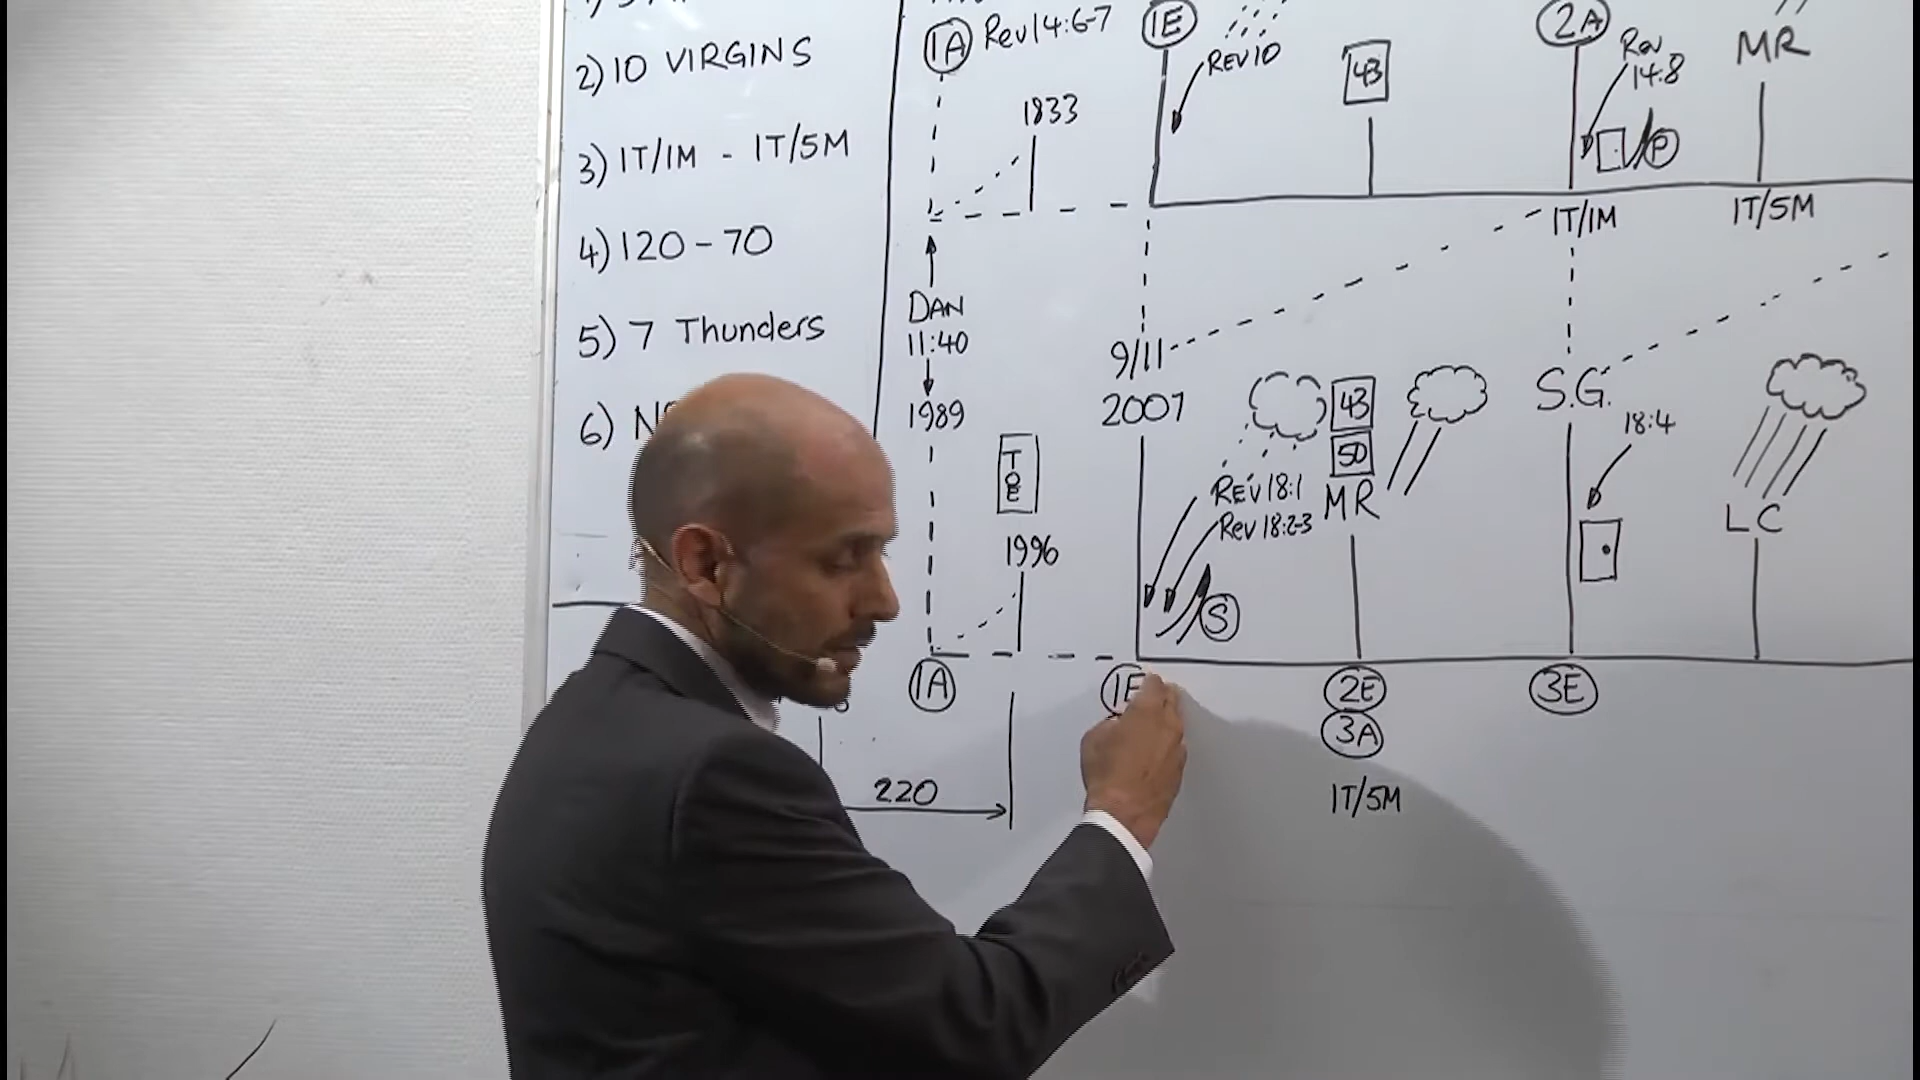 2) 10 VIRGINS
3) 1T/1M - 1T/5M
4) 120-70
5) 7 Thunders
6)
1A Rev 14:6-7
1833
1E
REV 10
43
2A
Rev
14:8
P
MR
1T/1M
1T/5M
DAN
11:40
1989
9/11
2001
S.G.
18:4
43
50
MR
REV 18:1
Rev 18:2-3
S
LC
1996
1A
1E
2E
3A
3E
1T/5M
220